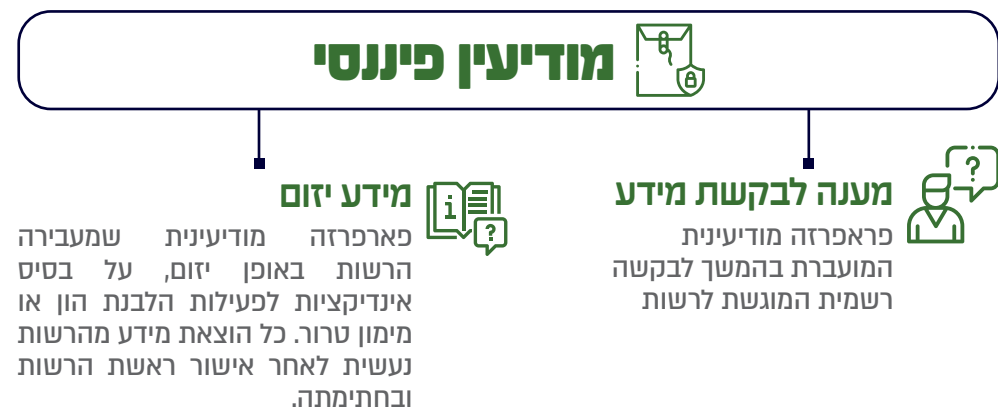 מודיעין פיננסי
מענה לבקשת מידע
פראפרזה מודיעינית
המועברת בהמשך לבקשה
רשמית המוגשת לרשות
מידע יזום
פארפרזה מודיעינית שמעבירה
הרשות באופן יזום, על בסיס
אינדיקציות לפעילות הלבנת הון או
מימון טרור. כל הוצאת מידע מהרשות
נעשית לאחר אישור ראשת הרשות
ובחתימתה.